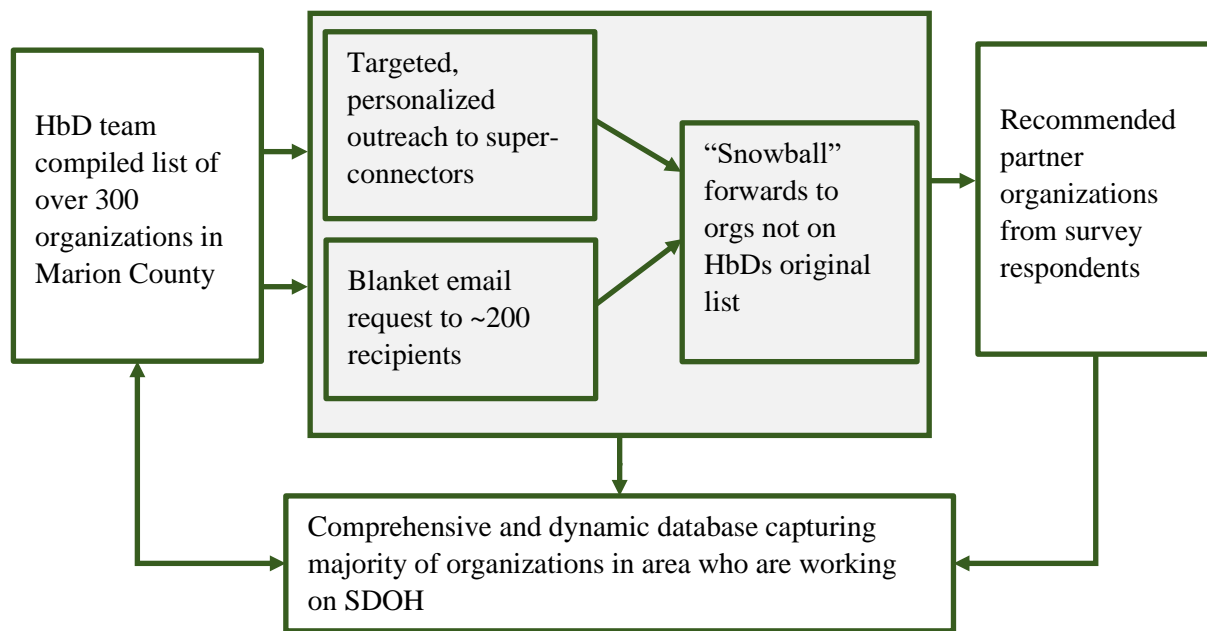 HbD team
compiled list of
over 300
organizations in
Marion County
Targeted,
personalized
outreach to super-
connectors
Blanket email
request to ~200
recipients
“Snowball”
forwards to
orgs not on
HbDs original
list
Recommended
partner
organizations
from survey
respondents
Comprehensive and dynamic database capturing
majority of organizations in area who are working
on SDOH